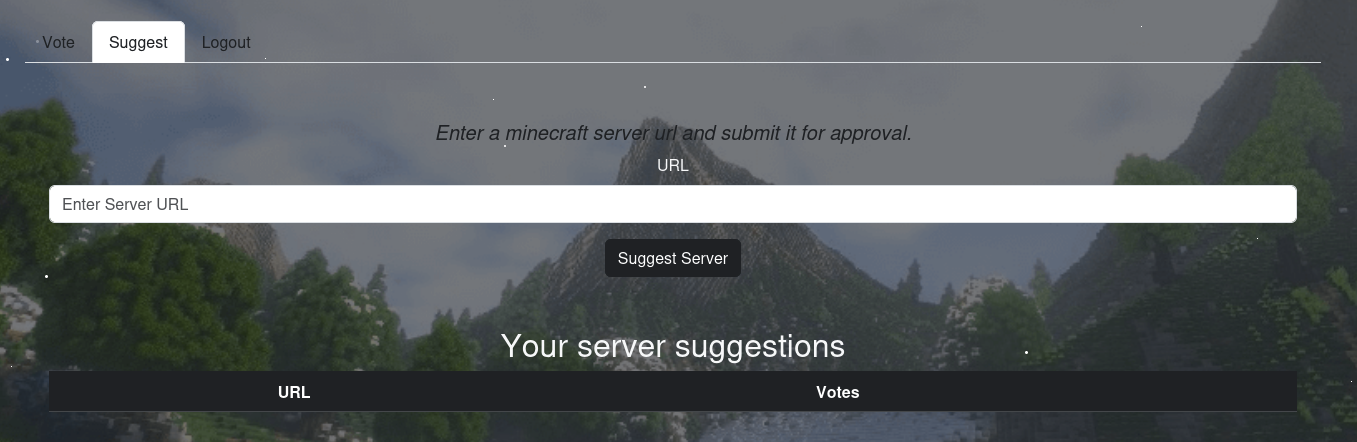 Vote Suggest Logout
Enter a minecraft server url and submit it for approval.
URL
Enter Server URL
Suggest Server
Your server suggestions
URL Votes